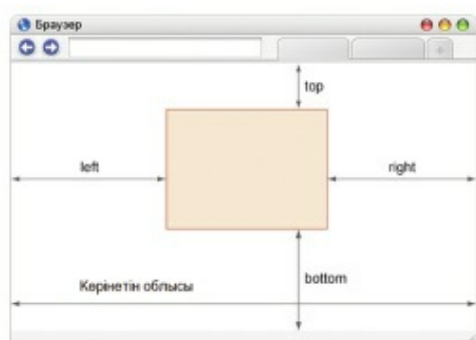 Браузер
top
left
right
bottom
Көрінетін облысы